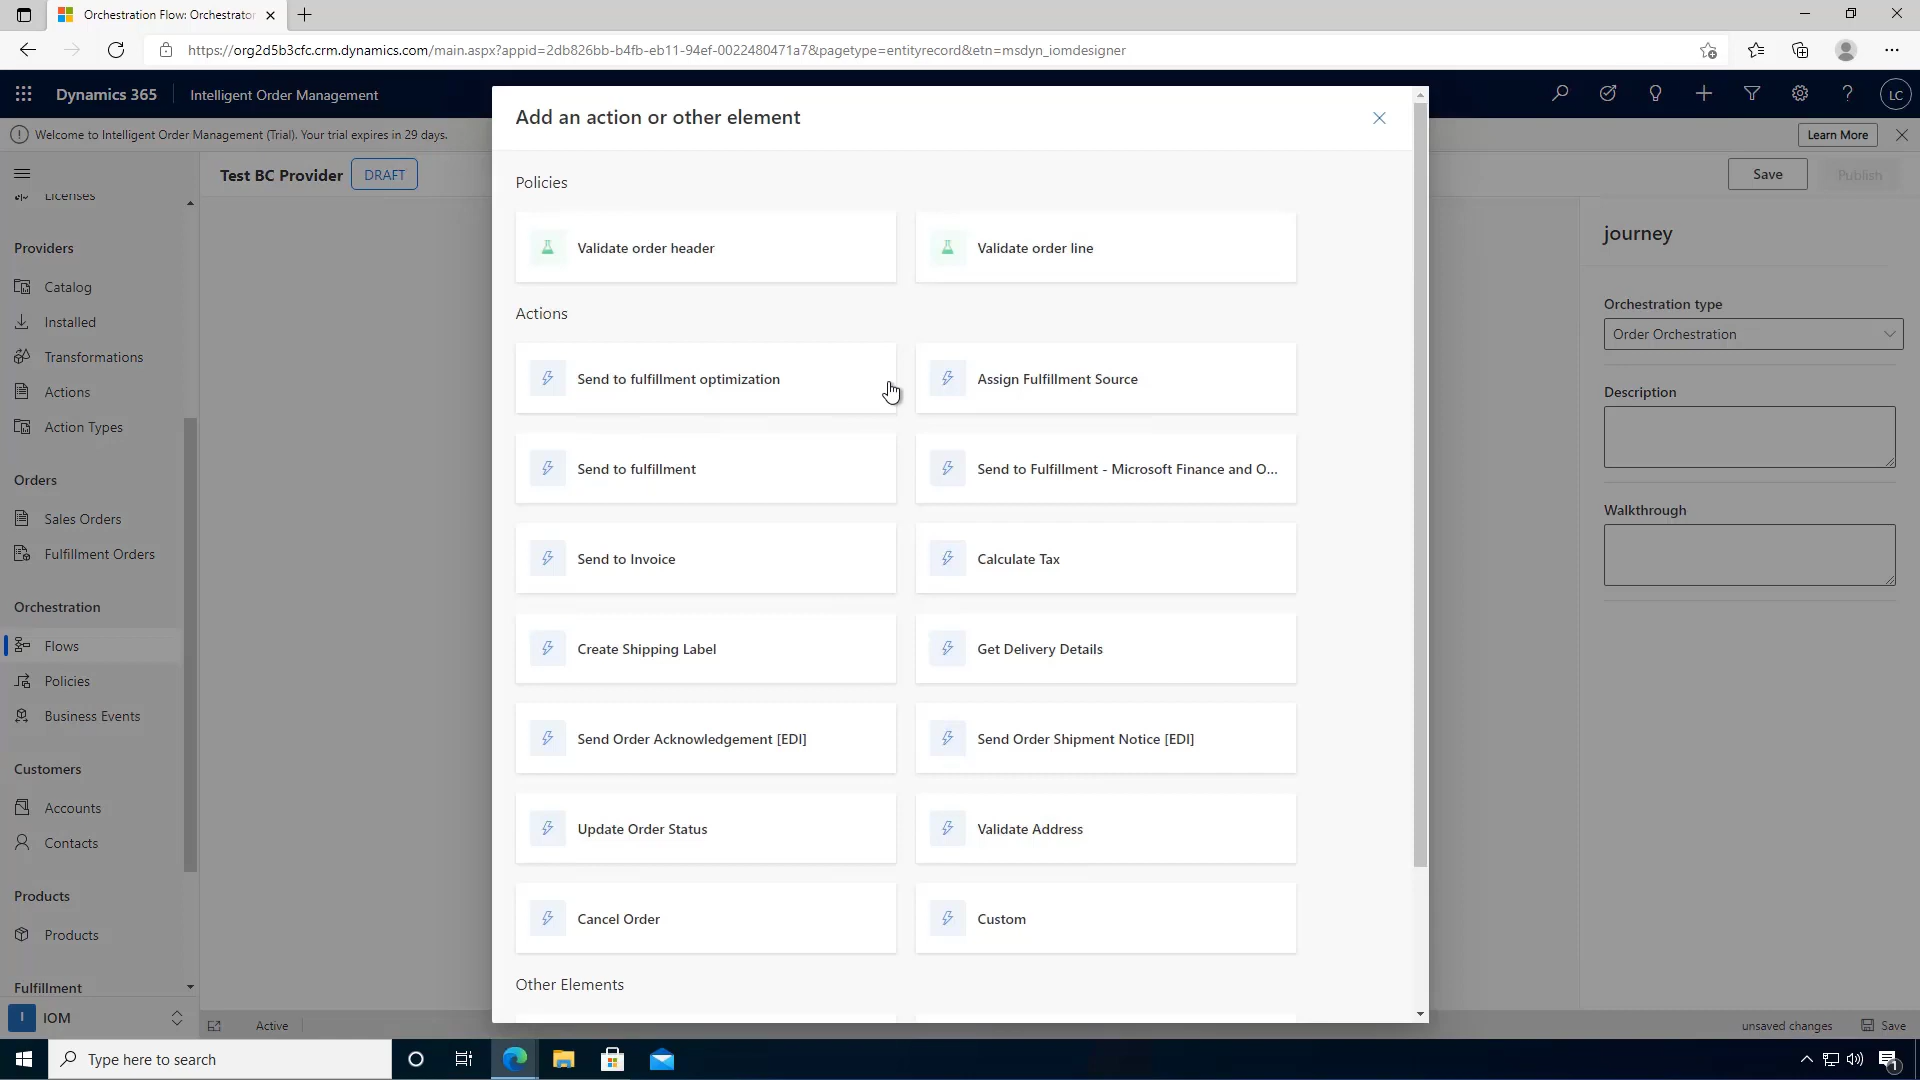 Orchestration Flow: Orchestrator
https://org2d5b3cfc.crm.dynamics.com/main.aspx?appid=2db826bb-b4fb-eb11-94ef-0022480471a7&pagetype=entityrecord&etn=msdyn_iomdesigner
Dynamics 365
Intelligent Order Management
LC
Welcome to Intelligent Order Management (Trial). Your trial expires in 29 days.
Learn More
Test BC Provider
DRAFT
Save
Publish
Licenses
Providers
Catalog
Installed
Transformations
Actions
Action Types
Orders
Sales Orders
Fulfillment Orders
Orchestration
Flows
Policies
Business Events
Customers
Accounts
Contacts
Products
Products
Fulfillment
I
IOM
Add an action or other element
Policies
Validate order header
Validate order line
Actions
Send to fulfillment optimization
Assign Fulfillment Source
Send to fulfillment
Send to Fulfillment - Microsoft Finance and O...
Send to Invoice
Calculate Tax
Create Shipping Label
Get Delivery Details
Send Order Acknowledgement [EDI]
Send Order Shipment Notice [EDI]
Update Order Status
Validate Address
Cancel Order
Custom
Other Elements
journey
Orchestration type
Order Orchestration
Description
Walkthrough
Active
unsaved changes
Save
Type here to search
1